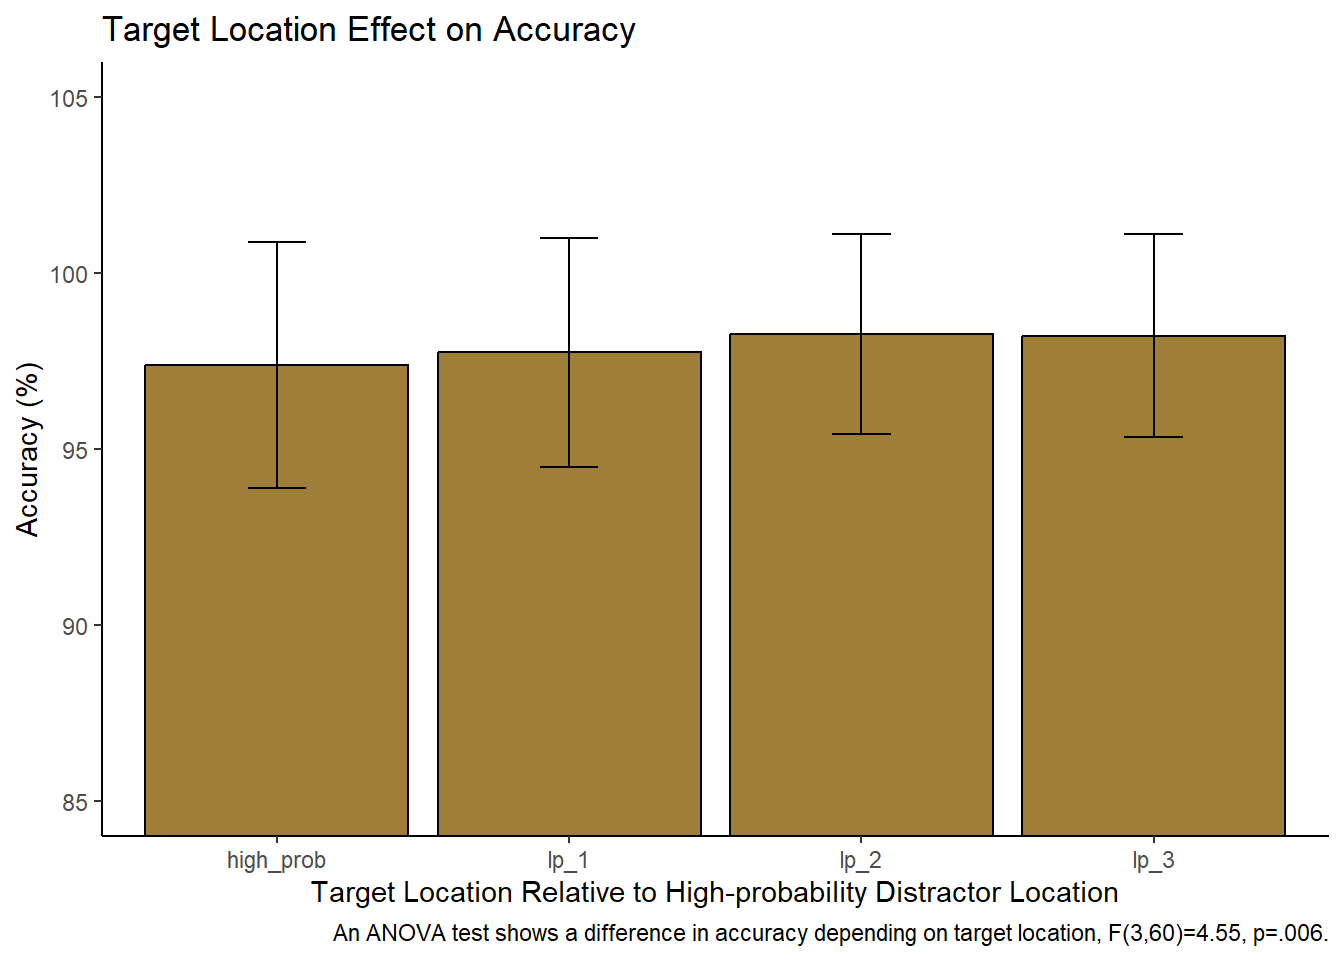 Target Location Effect on Accuracy
105
100
95
90
85
Accuracy (%)
high_prob lp_1 lp_2 lp_3
Target Location Relative to High-probability Distractor Location
An ANOVA test shows a difference in accuracy depending on target location, F(3,60)=4.55, p=.006.